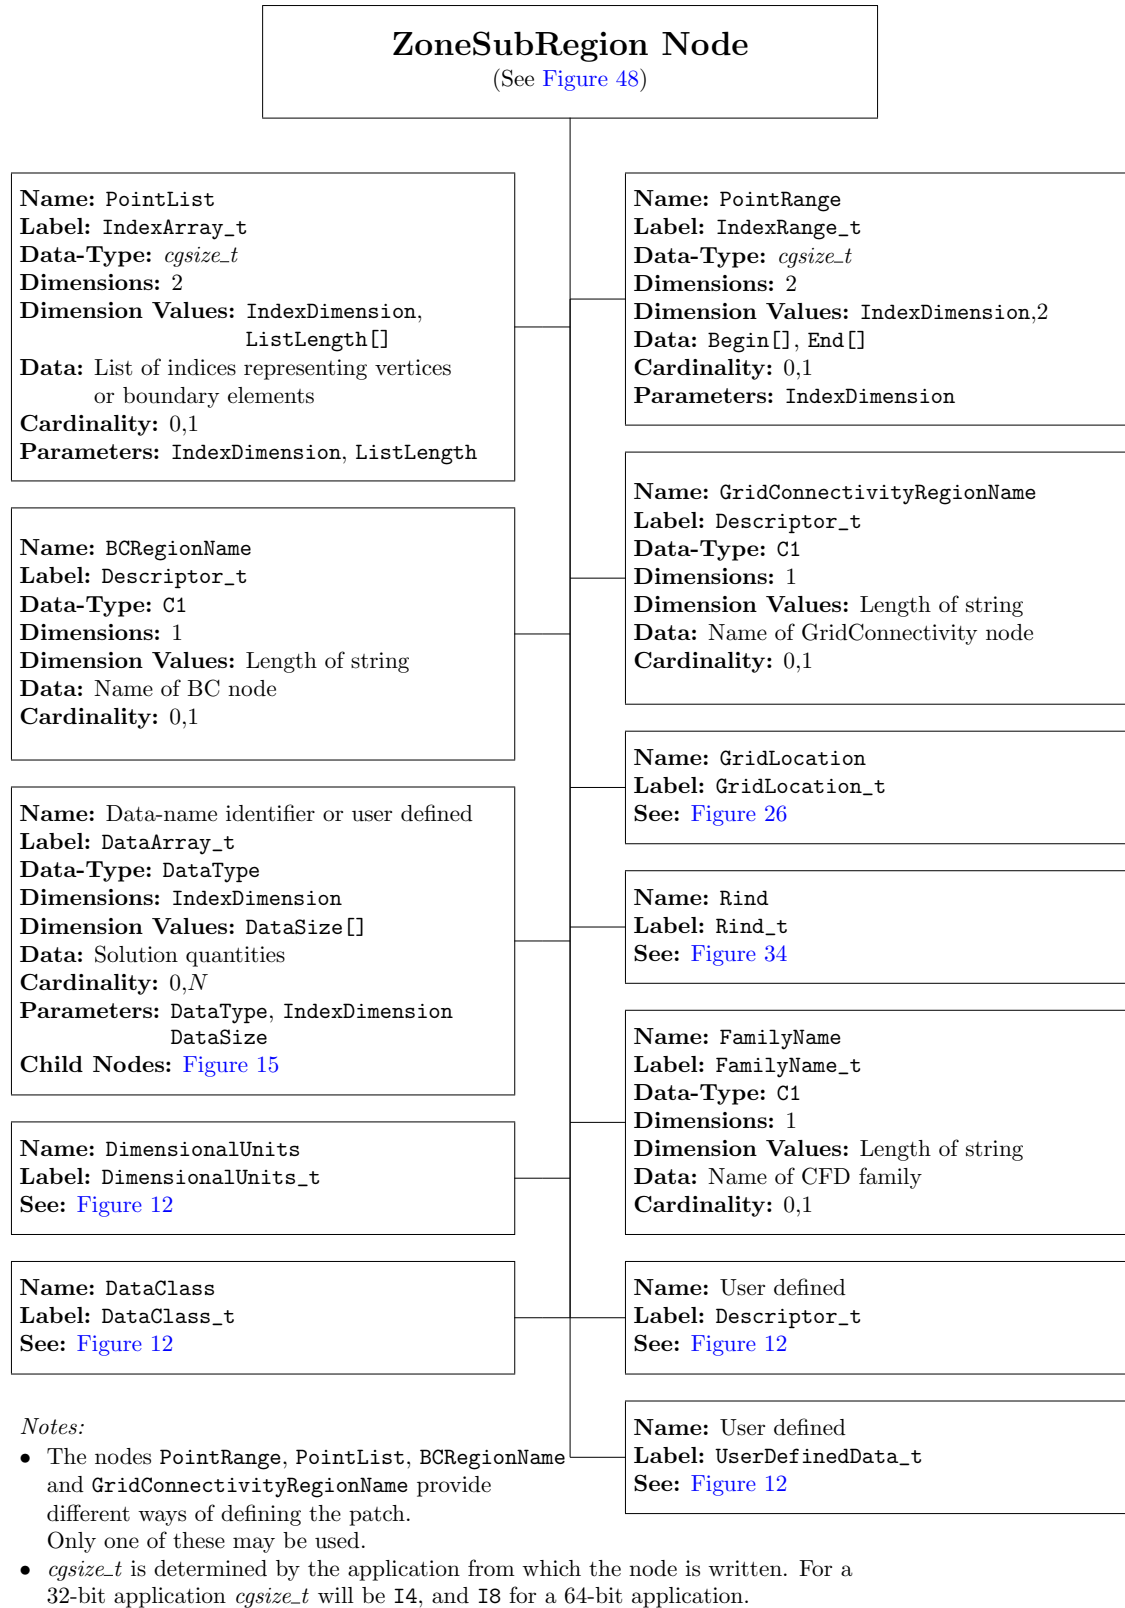 ZoneSubRegion Node
(See Figure 48)
Name: PointList
Label: IndexArray_t
Data-Type: cgsize_t
Dimensions: 2
Dimension Values: IndexDimension,
ListLength[]
Data: List of indices representing vertices
or boundary elements
Cardinality: 0,1
Parameters: IndexDimension, ListLength
Name: BCRegionName
Label: Descriptor_t
Data-Type: C1
Dimensions: 1
Dimension Values: Length of string
Data: Name of BC node
Cardinality: 0,1
Name: Data-name identifier or user defined
Label: DataArray_t
Data-Type: DataType
Dimensions: IndexDimension
Dimension Values: DataSize[]
Data: Solution quantities
Cardinality: 0,N
Parameters: DataType, IndexDimension
DataSize
Child Nodes: Figure 15
Name: DimensionalUnits
Label: DimensionalUnits_t
See: Figure 12
Name: DataClass
Label: DataClass_t
See: Figure 12
Name: PointRange
Label: IndexRange_t
Data-Type: cgsize_t
Dimensions: 2
Dimension Values: IndexDimension,2
Data: Begin[], End[]
Cardinality: 0,1
Parameters: IndexDimension
Name: GridConnectivityRegionName
Label: Descriptor_t
Data-Type: C1
Dimensions: 1
Dimension Values: Length of string
Data: Name of GridConnectivity node
Cardinality: 0,1
Name: GridLocation
Label: GridLocation_t
See: Figure 26
Name: Rind
Label: Rind_t
See: Figure 34
Name: FamilyName
Label: FamilyName_t
Data-Type: C1
Dimensions: 1
Dimension Values: Length of string
Data: Name of CFD family
Cardinality: 0,1
Name: User defined
Label: Descriptor_t
See: Figure 12
Name: User defined
Label: UserDefinedData_t
See: Figure 12
Notes:
• The nodes PointRange, PointList, BCRegionName
and GridConnectivityRegionName provide
different ways of defining the patch.
Only one of these may be used.
• cgsize_t is determined by the application from which the node is written. For a
32-bit application cgsize_t will be I4, and I8 for a 64-bit application.